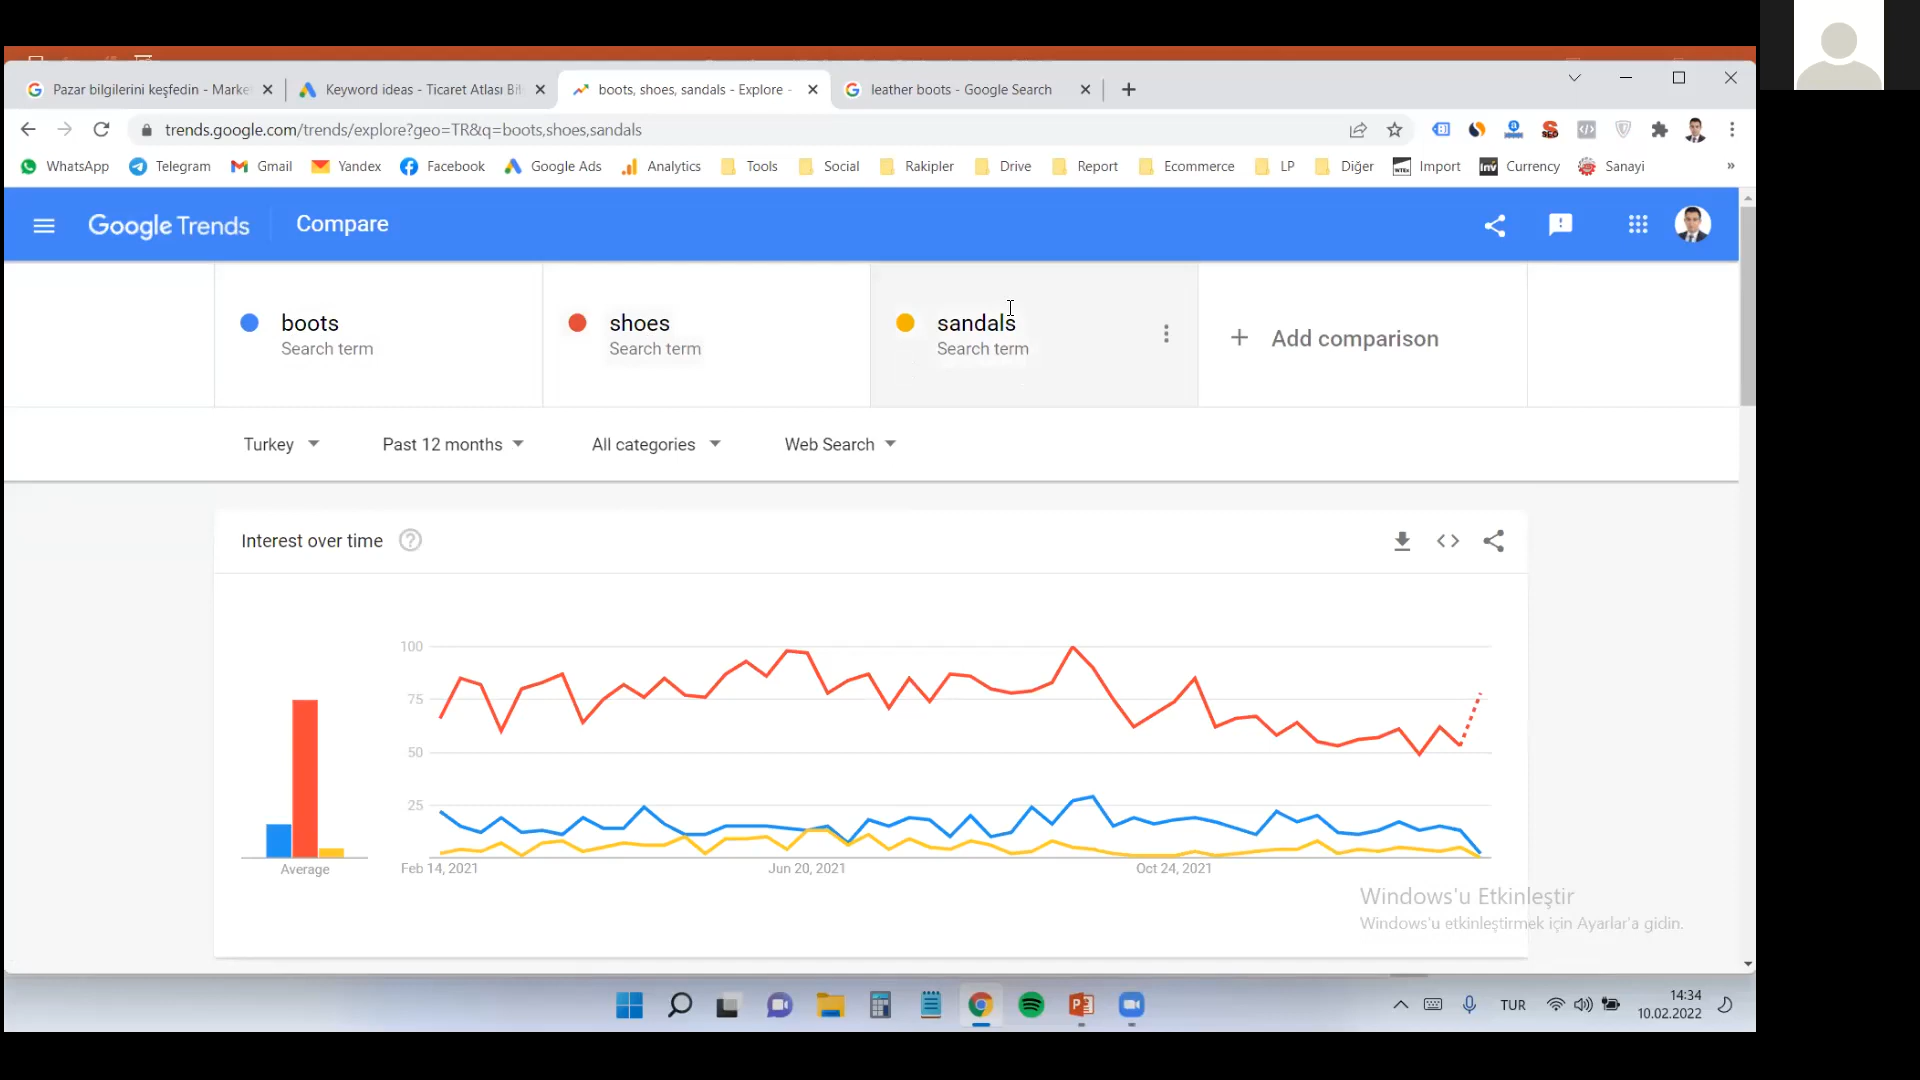 Pazar bilgilerini keşfedin - Marke
Keyword ideas - Ticaret Atlası Bil
boots, shoes, sandals - Explore -
leather boots - Google Search
trends.google.com/trends/explore?geo=TR&q=boots,shoes,sandals
WhatsApp Telegram Gmail Yandex Facebook Google Ads Analytics Tools Social Rakipler Drive Report Ecommerce LP Diğer Import Currency Sanayi »
Google Trends Compare
boots
Search term
shoes
Search term
sandals
Search term
+ Add comparison
Turkey Past 12 months All categories Web Search
Interest over time
100
75
50
25
Average
Feb 14, 2021 Jun 20, 2021 Oct 24, 2021
Windows'u Etkinleştir
Windows'u etkinleştirmek için Ayarlar'a gidin.
TUR
14:34
10.02.2022